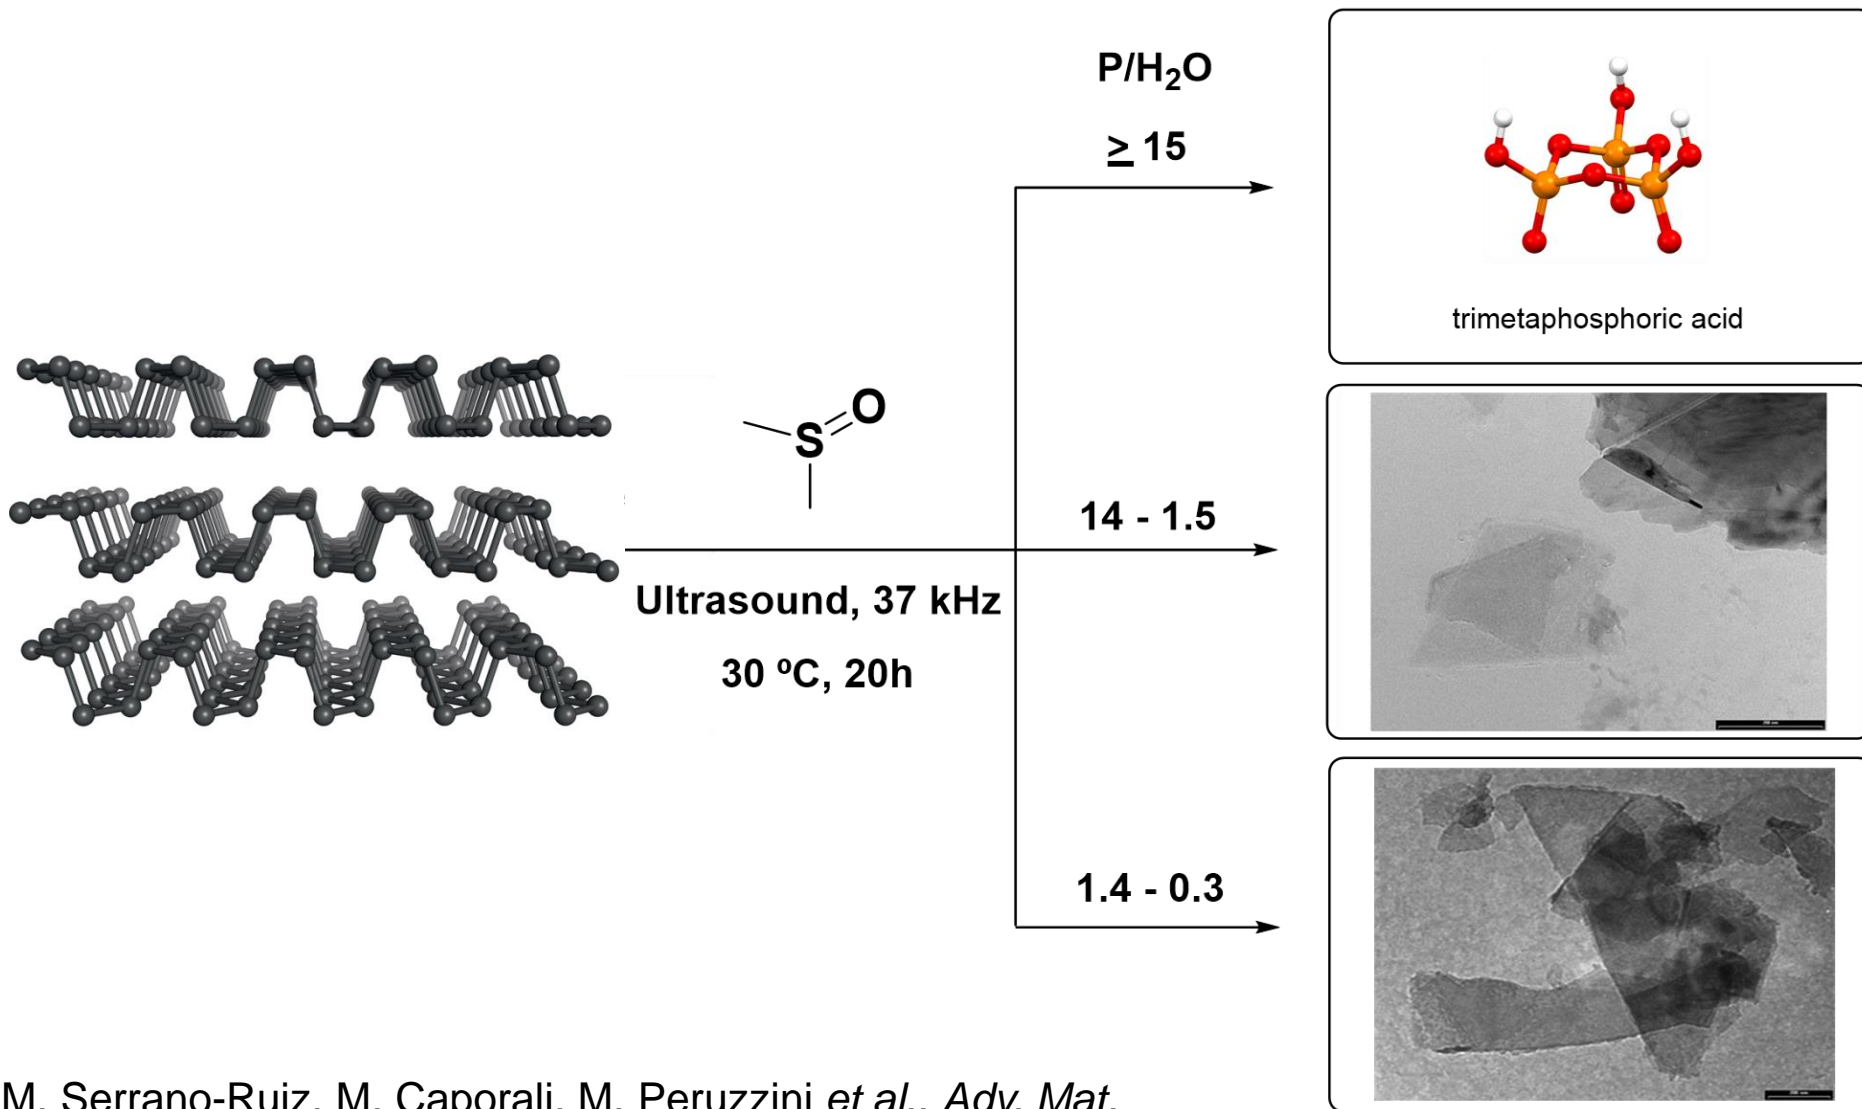 P/H₂O
≥ 15
trimetaphosphoric acid
S
O
14 - 1.5
Ultrasound, 37 kHz
30 ºC, 20h
1.4 - 0.3
M. Serrano-Ruiz, M. Caporali, M. Peruzzini et al., Adv. Mat.